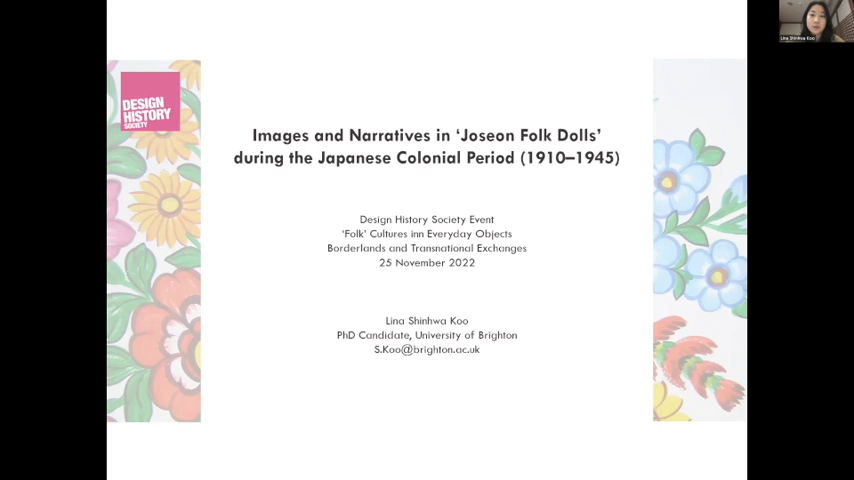 DESIGN
HISTORY
SOCIETY
Images and Narratives in ‘Joseon Folk Dolls’
during the Japanese Colonial Period (1910–1945)
Design History Society Event
‘Folk’ Cultures inn Everyday Objects
Borderlands and Transnational Exchanges
25 November 2022
Lina Shinhwa Koo
PhD Candidate, University of Brighton
S.Koo@brighton.ac.uk
Lina Shinhwa Koo